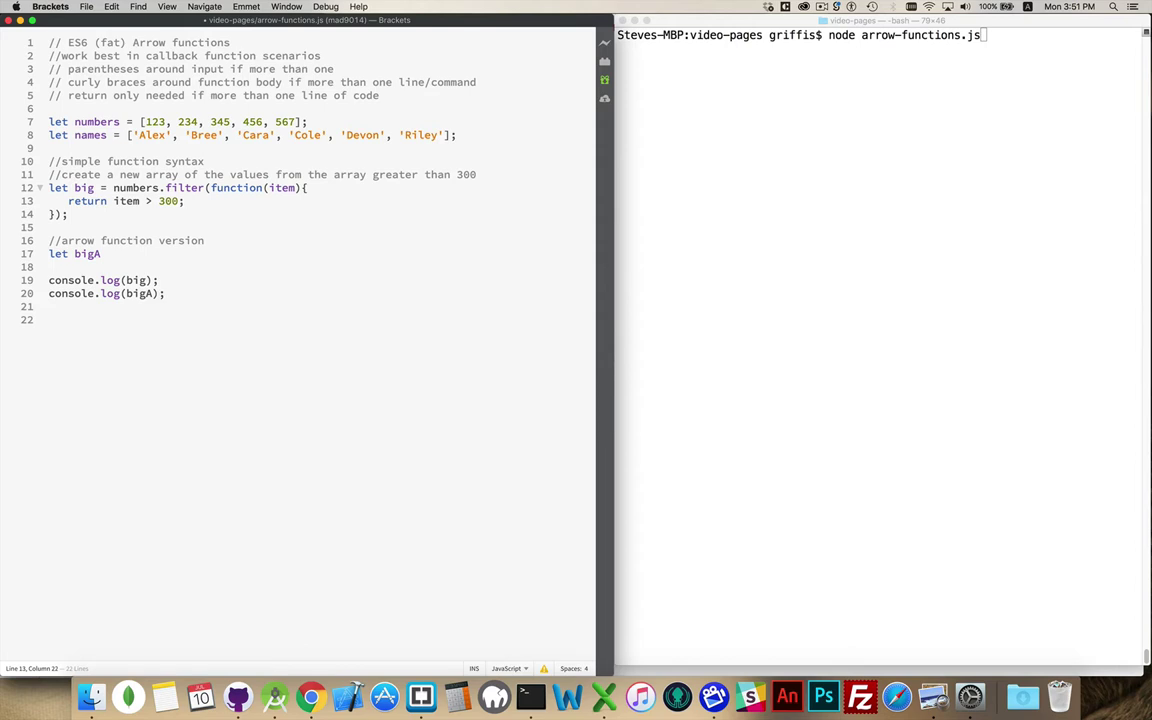 Brackets File Edit Find View Navigate Emmet Window Debug Help 100% Mon 3:51 PM
• video-pages/arrow-functions.js (mad9014) — Brackets
video-pages — -bash — 79×46
1 // ES6 (fat) Arrow functions
2 //work best in callback function scenarios
3 // parentheses around input if more than one
4 // curly braces around function body if more than one line/command
5 // return only needed if more than one line of code
6
7 let numbers = [123, 234, 345, 456, 567];
8 let names = ['Alex', 'Bree', 'Cara', 'Cole', 'Devon', 'Riley'];
9
10 //simple function syntax
11 //create a new array of the values from the array greater than 300
12 let big = numbers.filter(function(item){
13 return item > 300;
14 });
15
16 //arrow function version
17 let bigA
18
19 console.log(big);
20 console.log(bigA);
21
22
Steves-MBP:video-pages griffis$ node arrow-functions.js
Line 13, Column 22 — 22 Lines
INS JavaScript Spaces: 4
JUL
10
An
Ps
Fz